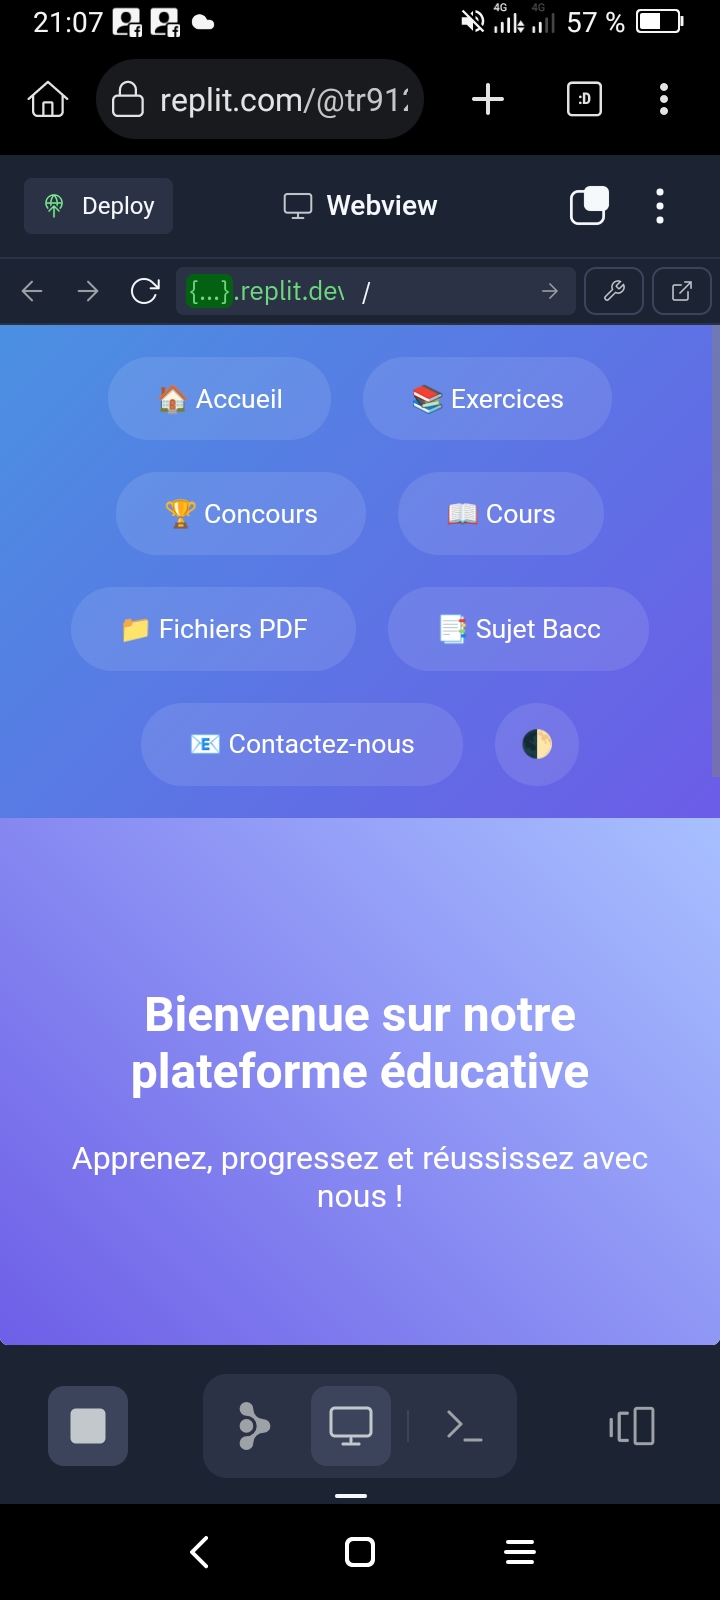 21:07
4G 4G 57 %
replit.com/@tr912
:D
Deploy
Webview
{...}.replit.dev /
🏠 Accueil
📚 Exercices
🏆 Concours
📖 Cours
📁 Fichiers PDF
📑 Sujet Bacc
📧 Contactez-nous
Bienvenue sur notre
plateforme éducative
Apprenez, progressez et réussissez avec
nous !